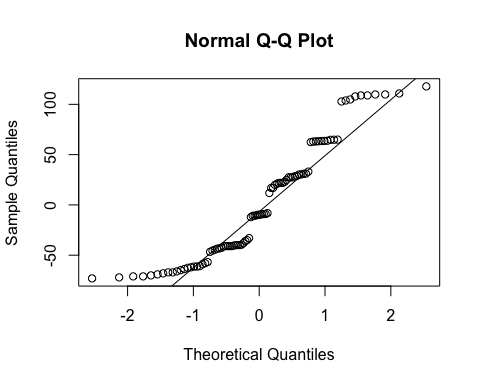 Normal Q-Q Plot
100
50
0
-50
Sample Quantiles
-2 -1 0 1 2
Theoretical Quantiles